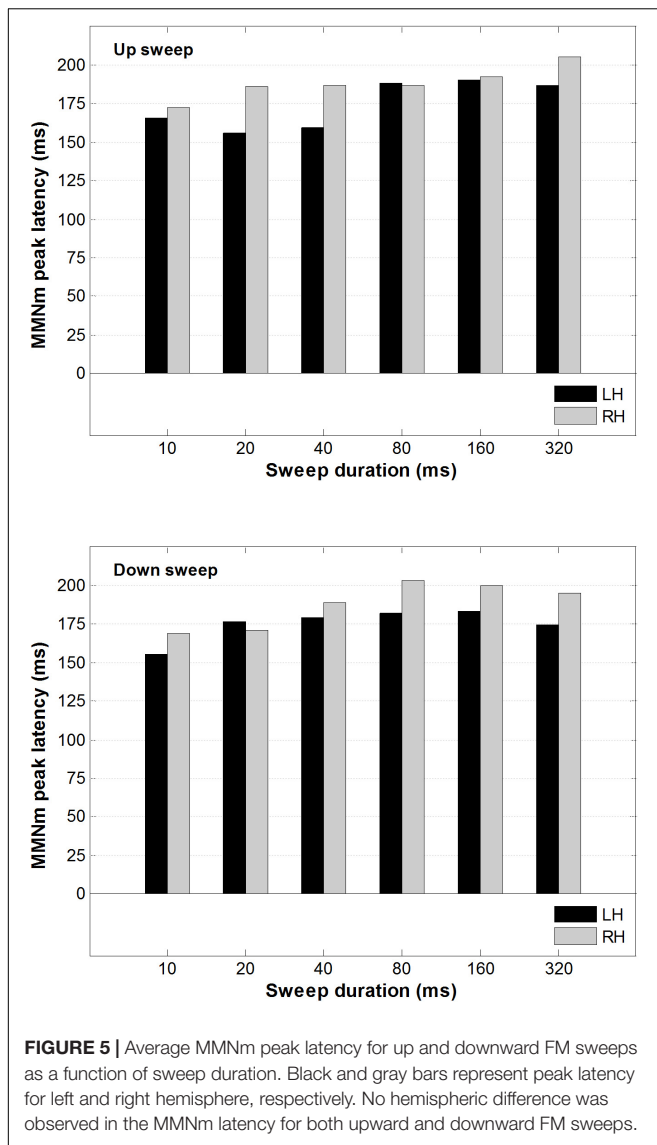 Up sweep
MMNm peak latency (ms)
200
175
150
125
100
75
50
25
0
LH
RH
10 20 40 80 160 320
Sweep duration (ms)
Down sweep
MMNm peak latency (ms)
200
175
150
125
100
75
50
25
0
LH
RH
10 20 40 80 160 320
Sweep duration (ms)
FIGURE 5 | Average MMNm peak latency for up and downward FM sweeps
as a function of sweep duration. Black and gray bars represent peak latency
for left and right hemisphere, respectively. No hemispheric difference was
observed in the MMNm latency for both upward and downward FM sweeps.